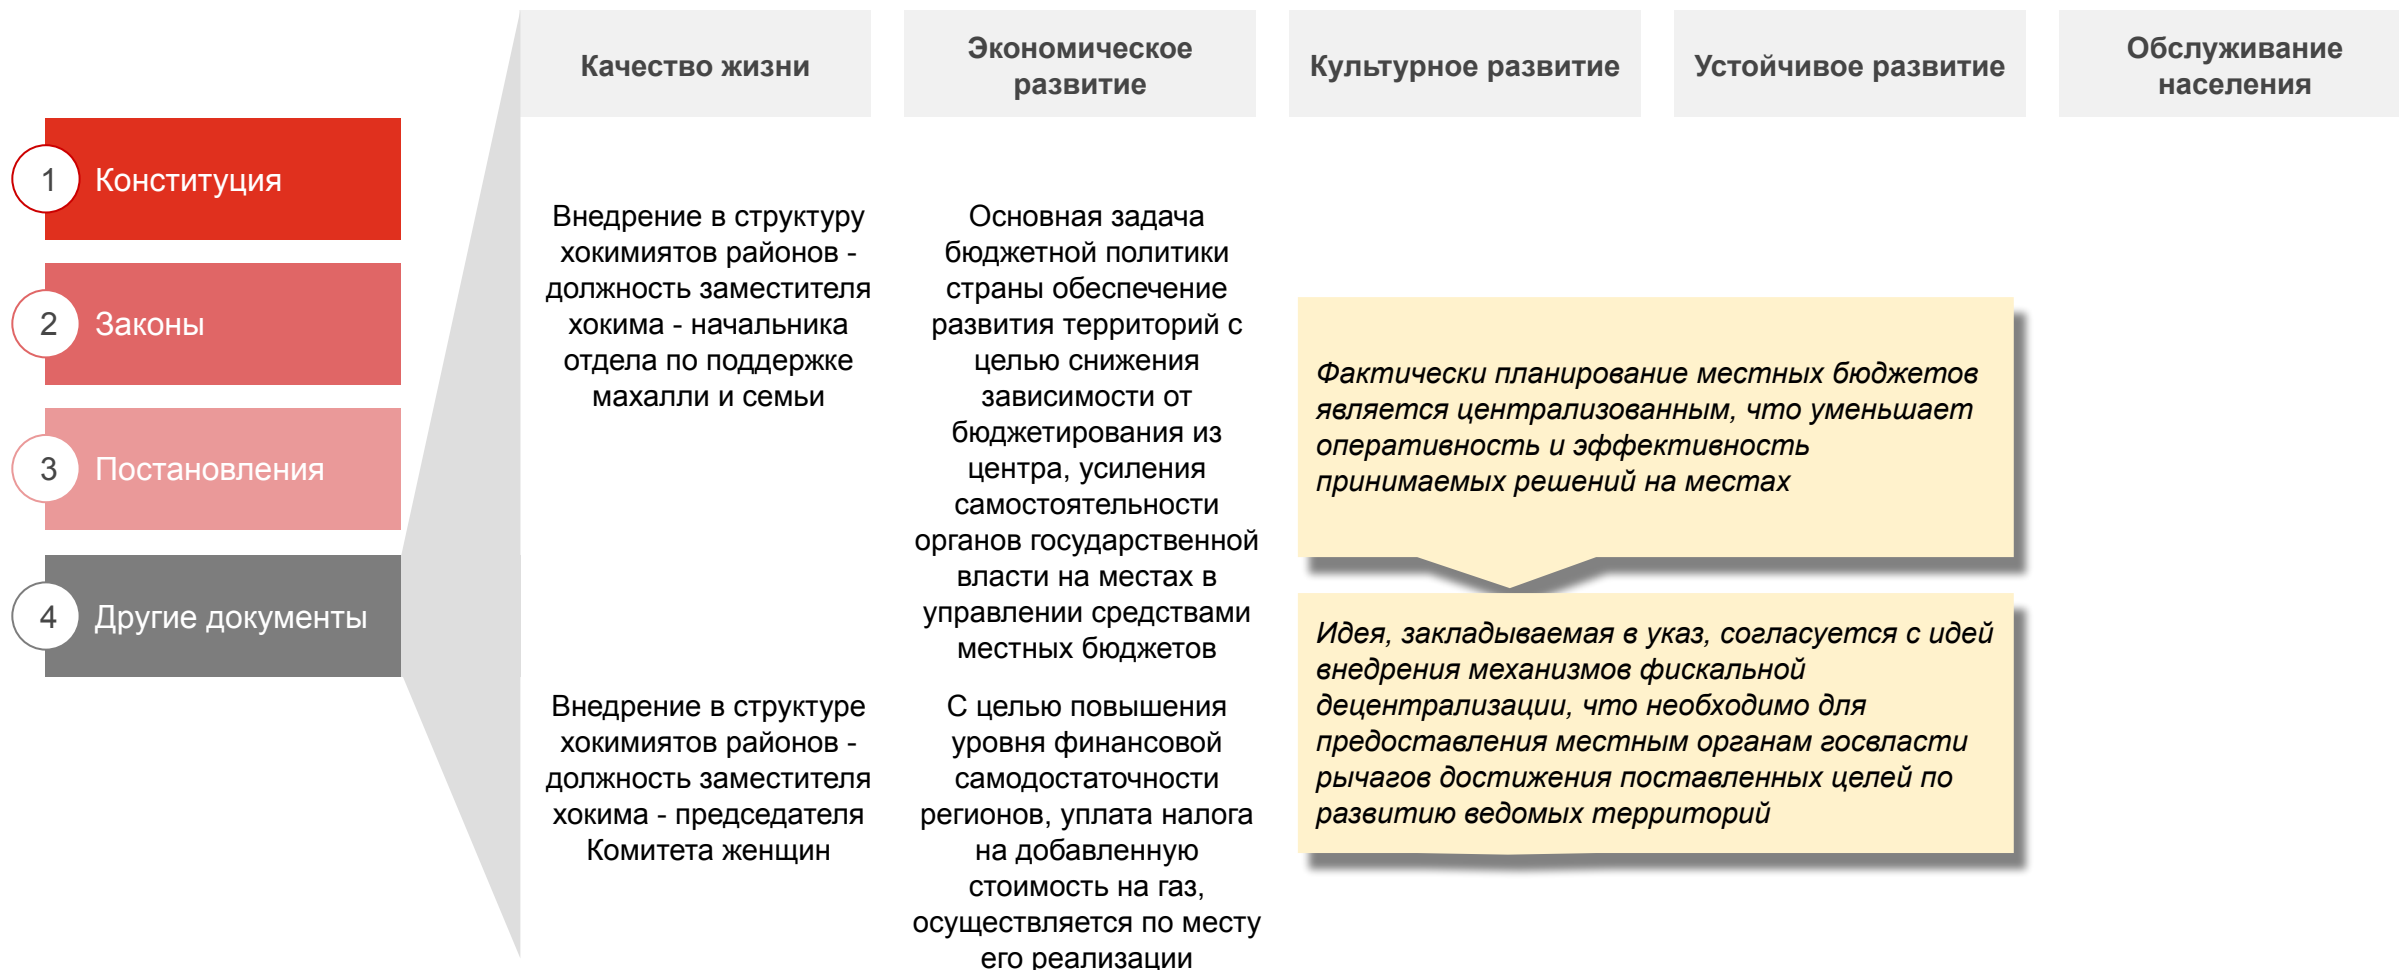 Качество жизни
Экономическое
развитие
Культурное развитие
Устойчивое развитие
Обслуживание
населения
1
Конституция
2
Законы
3
Постановления
4
Другие документы
Внедрение в структуру
хокимиятов районов -
должность заместителя
хокима - начальника
отдела по поддержке
махалли и семьи
Внедрение в структуре
хокимиятов районов -
должность заместителя
хокима - председателя
Комитета женщин
Основная задача
бюджетной политики
страны обеспечение
развития территорий с
целью снижения
зависимости от
бюджетирования из
центра, усиления
самостоятельности
органов государственной
власти на местах в
управлении средствами
местных бюджетов
С целью повышения
уровня финансовой
самодостаточности
регионов, уплата налога
на добавленную
стоимость на газ,
осуществляется по месту
его реализации
Фактически планирование местных бюджетов
является централизованным, что уменьшает
оперативность и эффективность
принимаемых решений на местах
Идея, закладываемая в указ, согласуется с идей
внедрения механизмов фискальной
децентрализации, что необходимо для
предоставления местным органам госвласти
рычагов достижения поставленных целей по
развитию ведомых территорий